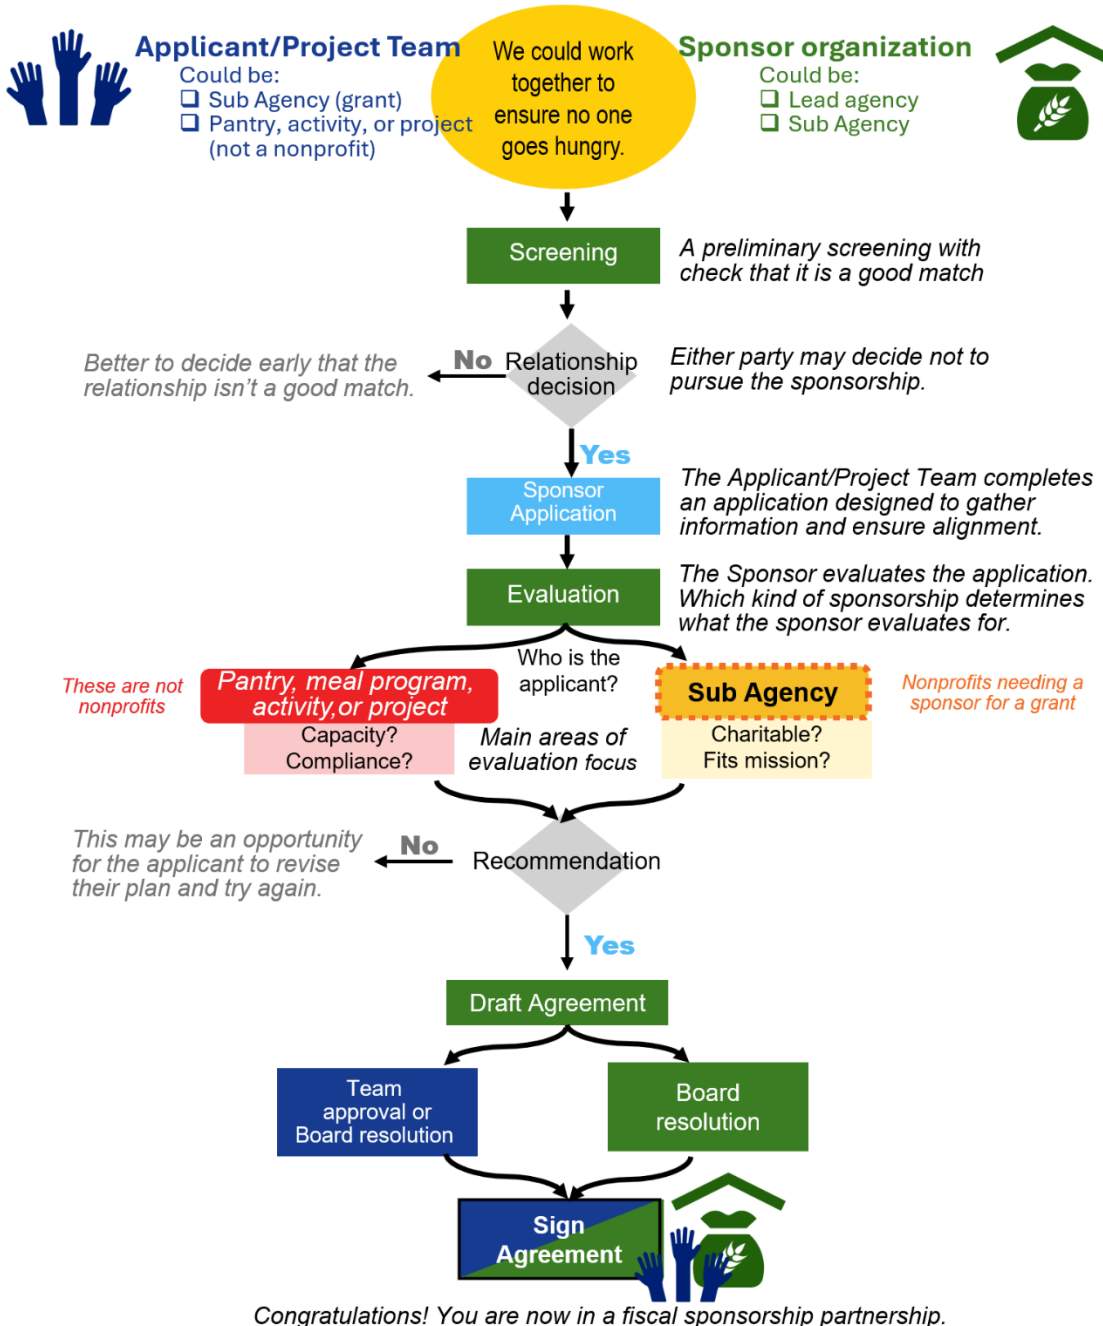 Applicant/Project Team
Could be:
❑ Sub Agency (grant)
❑ Pantry, activity, or project
(not a nonprofit)
We could work
together to
ensure no one
goes hungry.
Sponsor organization
Could be:
❑ Lead agency
❑ Sub Agency
Screening
A preliminary screening with
check that it is a good match
Better to decide early that the
relationship isn't a good match.
No
Relationship
decision
Either party may decide not to
pursue the sponsorship.
Yes
Sponsor
Application
The Applicant/Project Team completes
an application designed to gather
information and ensure alignment.
Evaluation
The Sponsor evaluates the application.
Which kind of sponsorship determines
what the sponsor evaluates for.
Who is the
applicant?
These are not
nonprofits
Pantry, meal program,
activity,or project
Sub Agency
Nonprofits needing a
sponsor for a grant
Capacity?
Compliance?
Main areas of
evaluation focus
Charitable?
Fits mission?
This may be an opportunity
for the applicant to revise
their plan and try again.
No
Recommendation
Yes
Draft Agreement
Team
approval or
Board resolution
Board
resolution
Sign
Agreement
Congratulations! You are now in a fiscal sponsorship partnership.